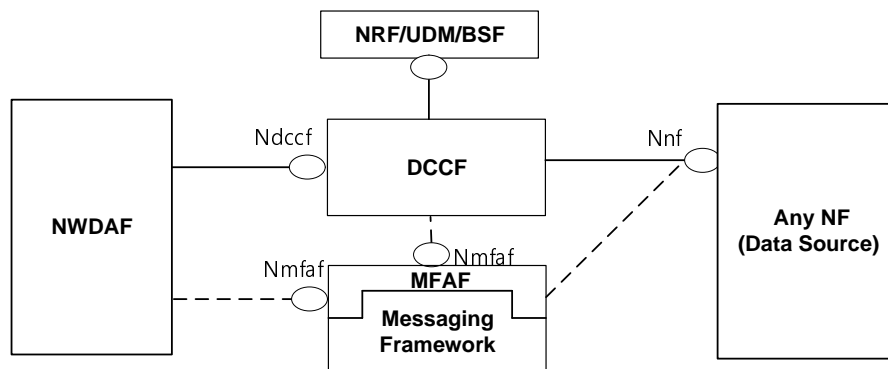 NRF/UDM/BSF
Ndccf
Nnf
DCCF
NWDAF
Any NF
(Data Source)
Nmfaf
Nmfaf
MFAF
Messaging
Framework